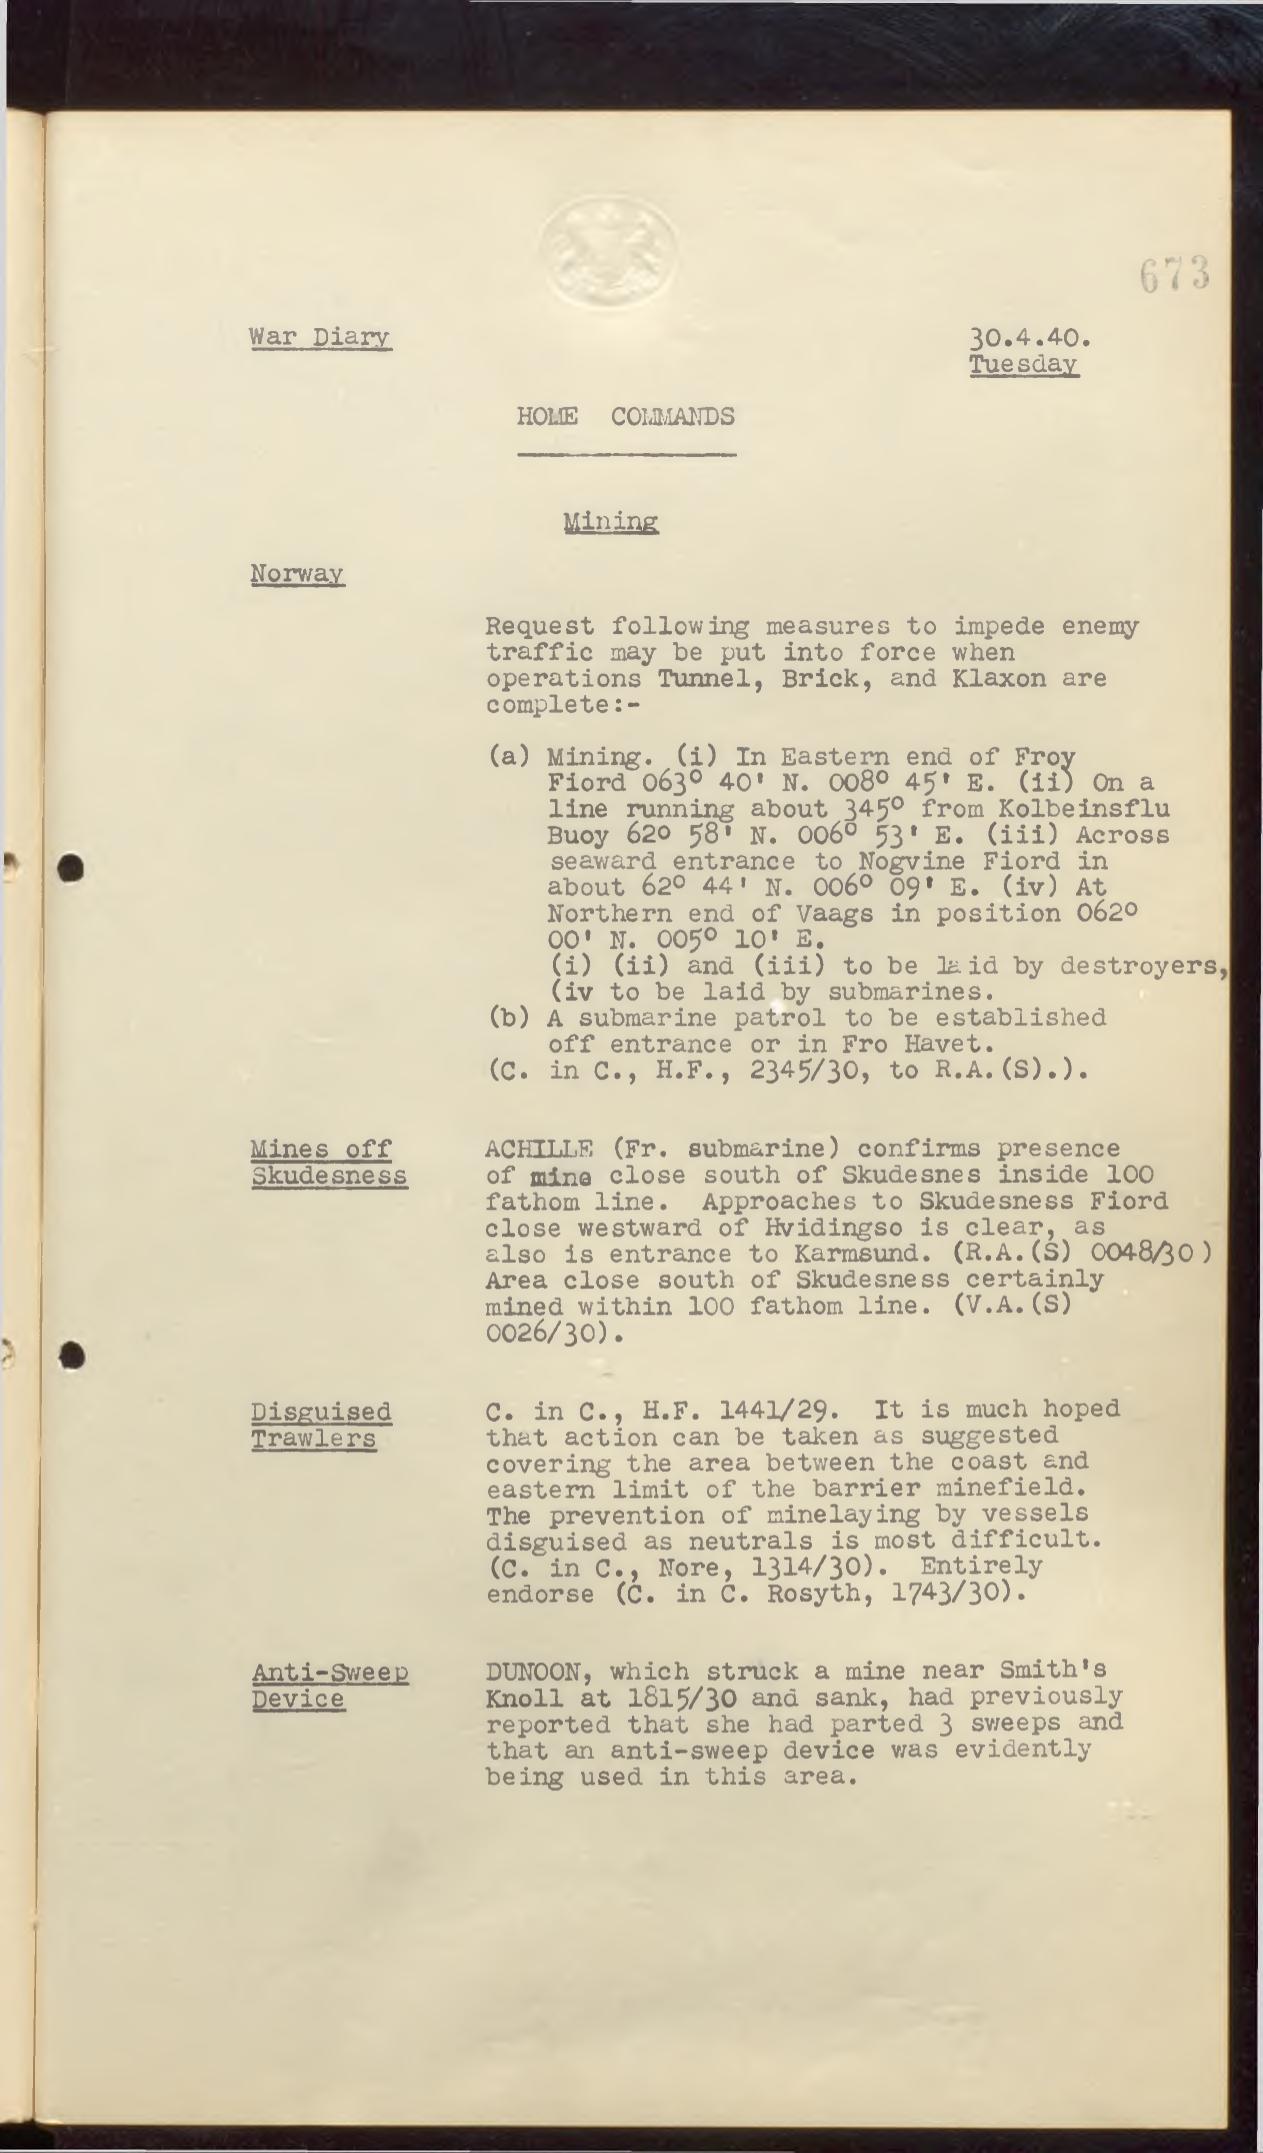 673
War Diary
30.4.40.
Tuesday
HOME COMMANDS
Mining
Norway
Request following measures to impede enemy
traffic may be put into force when
operations Tunnel, Brick, and Klaxon are
complete:-
(a) Mining. (i) In Eastern end of Froy
Fiord 063° 40' N. 008° 45' E. (ii) On a
line running about 345° from Kolbeinsflu
Buoy 62° 58' N. 006° 53' E. (iii) Across
seaward entrance to Nogvine Fiord in
about 62° 44' N. 006° 09' E. (iv) At
Northern end of Vaags in position 062°
00' N. 005° 10' E.
(i) (ii) and (iii) to be laid by destroyers,
(iv to be laid by submarines.
(b) A submarine patrol to be established
off entrance or in Fro Havet.
(C. in C., H.F., 2345/30, to R.A.(S).).
Mines off
Skudesness
ACHILLE (Fr. submarine) confirms presence
of mine close south of Skudesnes inside 100
fathom line. Approaches to Skudesness Fiord
close westward of Hvidingso is clear, as
also is entrance to Karmsund. (R.A.(S) 0048/30 )
Area close south of Skudesness certainly
mined within 100 fathom line. (V.A.(S)
0026/30).
Disguised
Trawlers
C. in C., H.F. 1441/29. It is much hoped
that action can be taken as suggested
covering the area between the coast and
eastern limit of the barrier minefield.
The prevention of minelaying by vessels
disguised as neutrals is most difficult.
(C. in C., Nore, 1314/30). Entirely
endorse (C. in C. Rosyth, 1743/30).
Anti-Sweep
Device
DUNOON, which struck a mine near Smith's
Knoll at 1815/30 and sank, had previously
reported that she had parted 3 sweeps and
that an anti-sweep device was evidently
being used in this area.